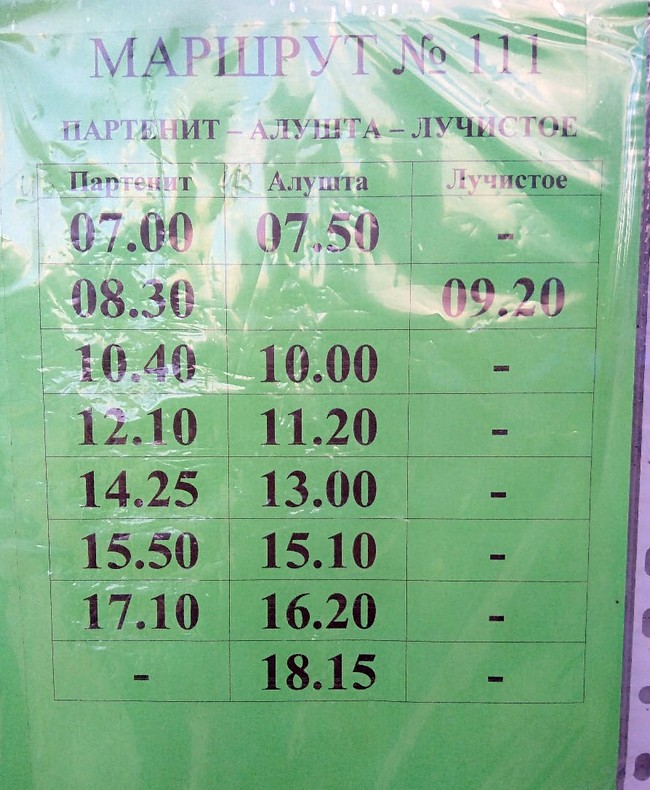 МАРШРУТ № 111
ПАРТЕНИТ – АЛУШТА – ЛУЧИСТОЕ
Партенит Алушта Лучистое
07.00 07.50 -
08.30 09.20
10.40 10.00 -
12.10 11.20 -
14.25 13.00 -
15.50 15.10 -
17.10 16.20 -
- 18.15 -